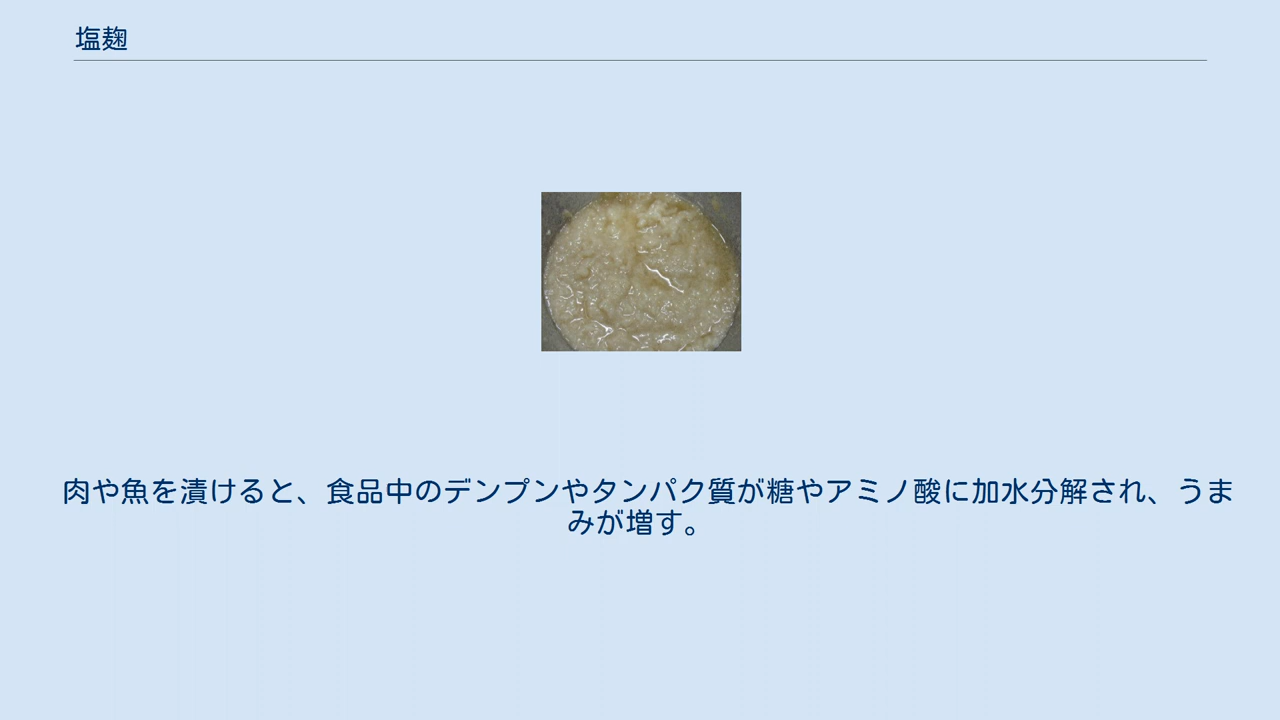 塩麹
肉や魚を漬けると、食品中のデンプンやタンパク質が糖やアミノ酸に加水分解され、うま
みが増す。